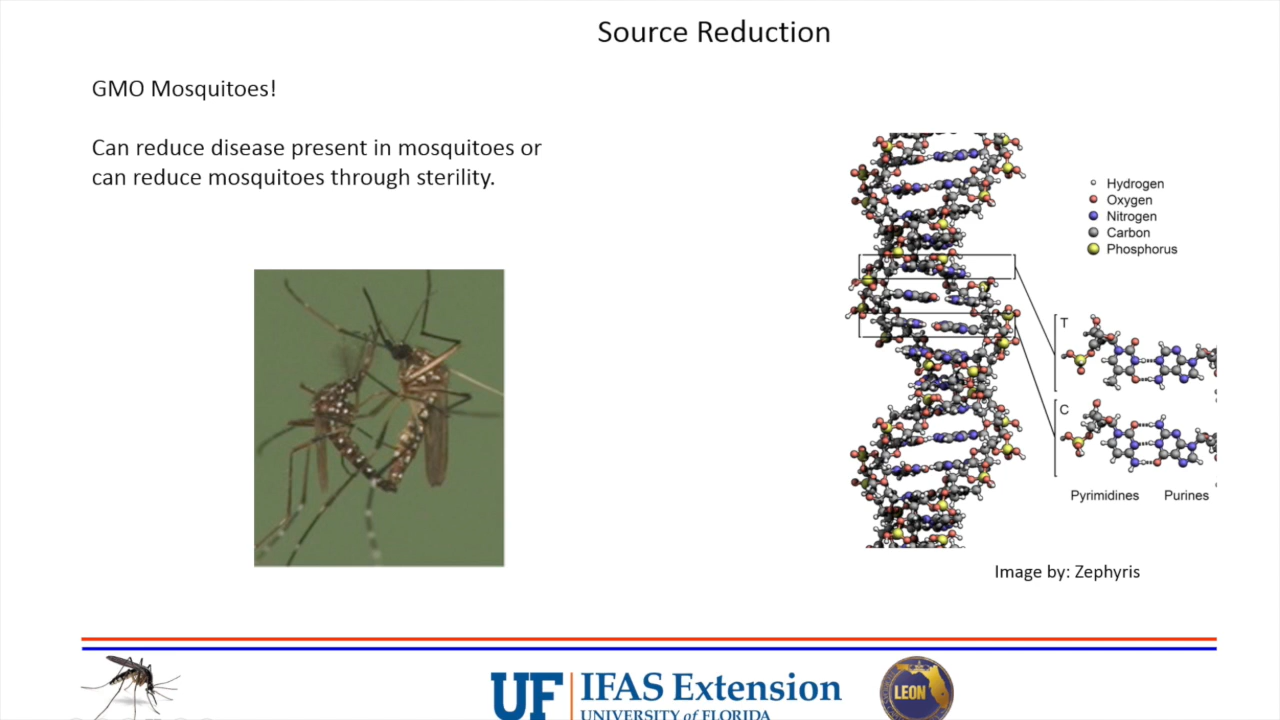 Source Reduction
GMO Mosquitoes!
Can reduce disease present in mosquitoes or
can reduce mosquitoes through sterility.
Hydrogen
Oxygen
Nitrogen
Carbon
Phosphorus
T
C
Pyrimidines Purines
Image by: Zephyris
UF IFAS Extension
UNIVERSITY of FLORIDA
LEON